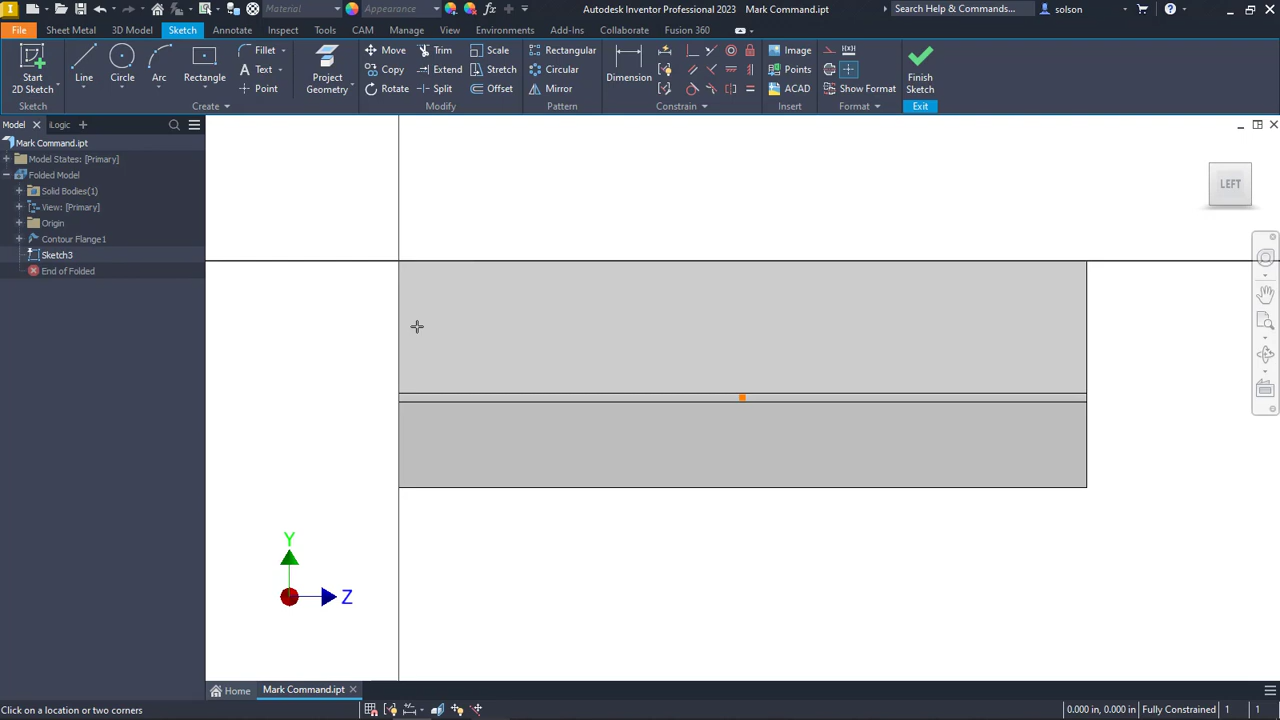 Material
Appearance
Autodesk Inventor Professional 2023 Mark Command.ipt
Search Help & Commands...
solson
File
Sheet Metal
3D Model
Sketch
Annotate
Inspect
Tools
CAM
Manage
View
Environments
Add-Ins
Collaborate
Fusion 360
Start
2D Sketch
Line
Circle
Arc
Rectangle
Fillet
Text
Point
Project
Geometry
Move
Copy
Rotate
Trim
Extend
Split
Scale
Stretch
Offset
Rectangular
Circular
Mirror
Dimension
Image
Points
ACAD
Show Format
Finish
Sketch
Sketch
Create
Modify
Pattern
Constrain
Insert
Format
Exit
Model
iLogic
Mark Command.ipt
Model States: [Primary]
Folded Model
Solid Bodies(1)
View: [Primary]
Origin
Contour Flange1
Sketch3
End of Folded
LEFT
Y
Z
Home
Mark Command.ipt
Click on a location or two corners
0.000 in, 0.000 in
Fully Constrained
1
1